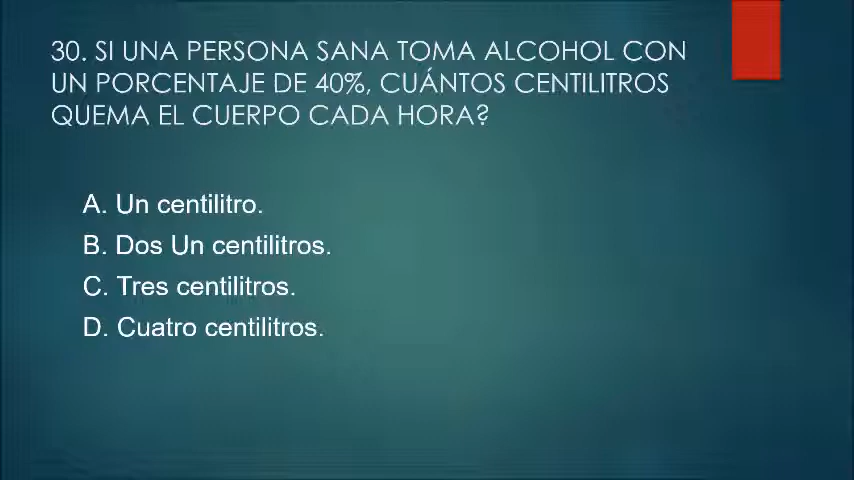 30. SI UNA PERSONA SANA TOMA ALCOHOL CON
UN PORCENTAJE DE 40%, CUÁNTOS CENTILITROS
QUEMA EL CUERPO CADA HORA?
A. Un centilitro.
B. Dos Un centilitros.
C. Tres centilitros.
D. Cuatro centilitros.